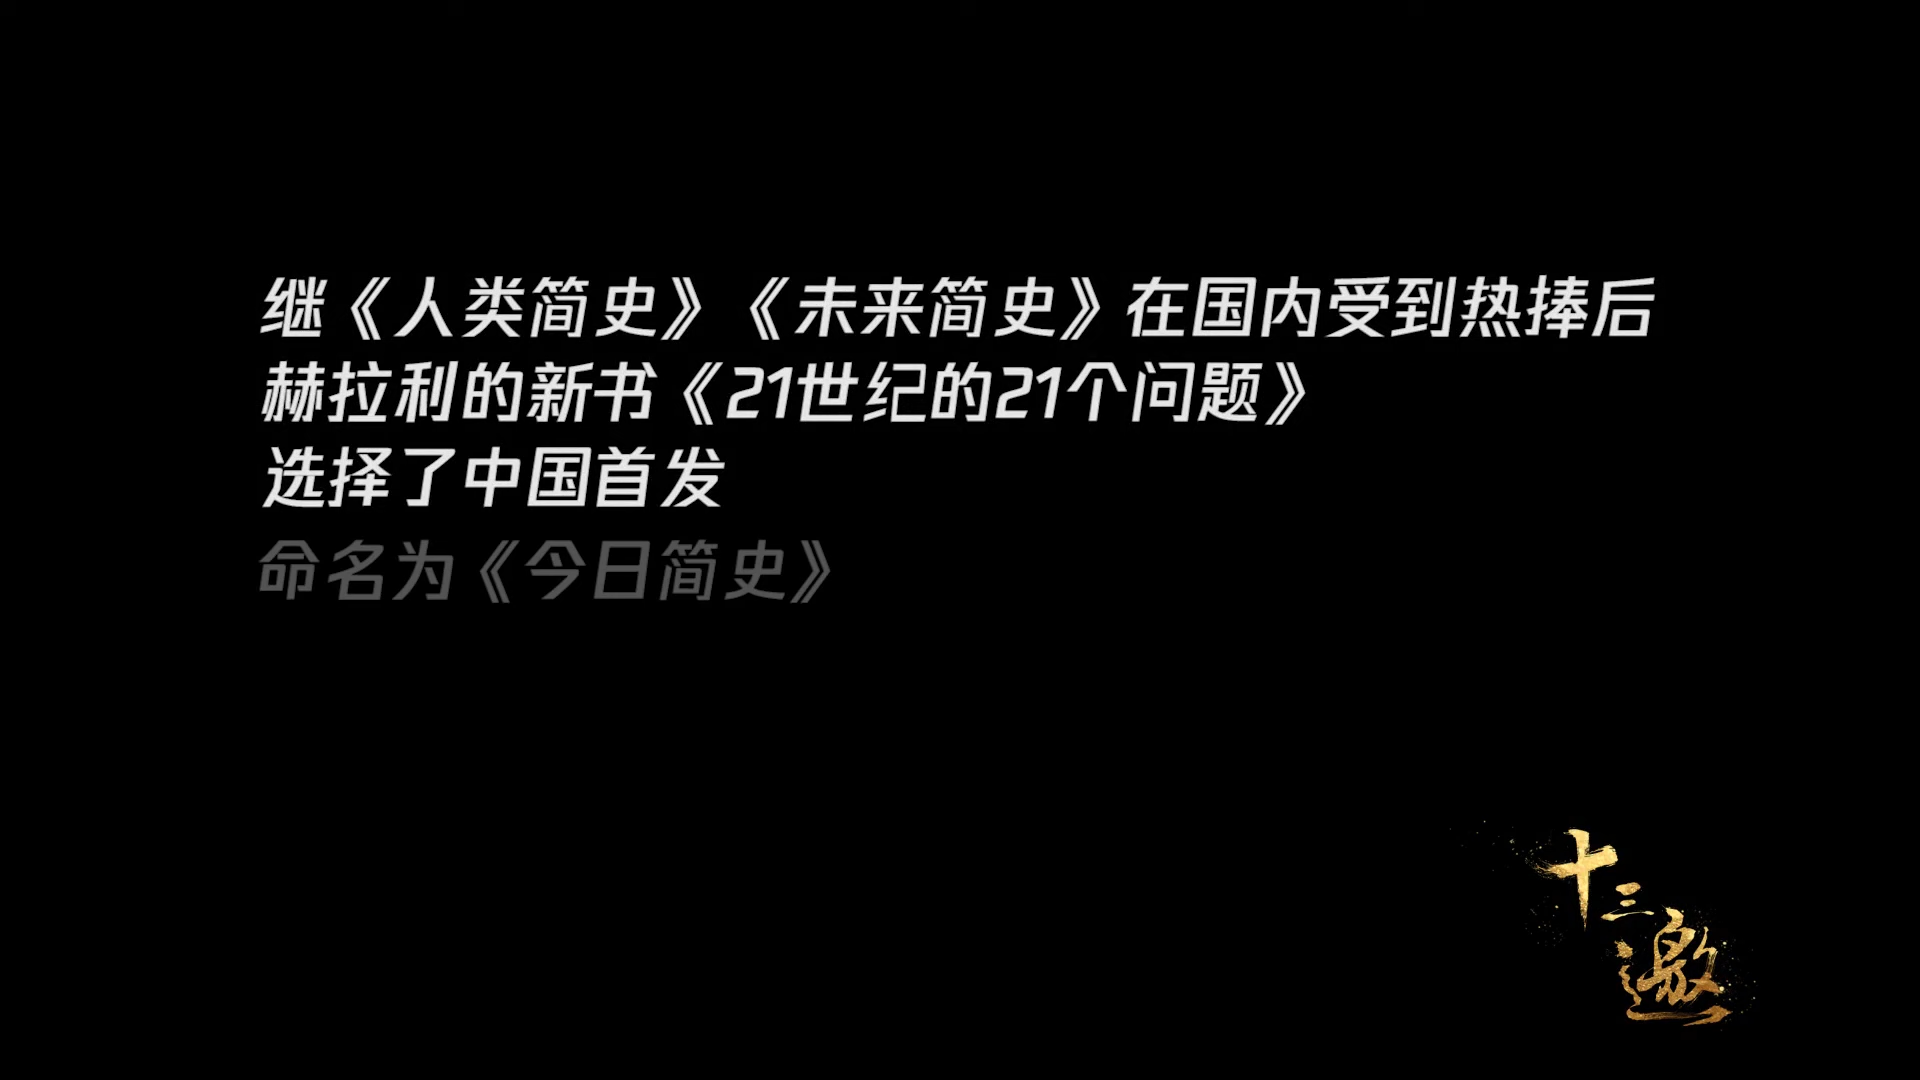 继《人类简史》《未来简史》在国内受到热捧后
赫拉利的新书《21世纪的21个问题》
选择了中国首发
命名为《今日简史》
十三邀